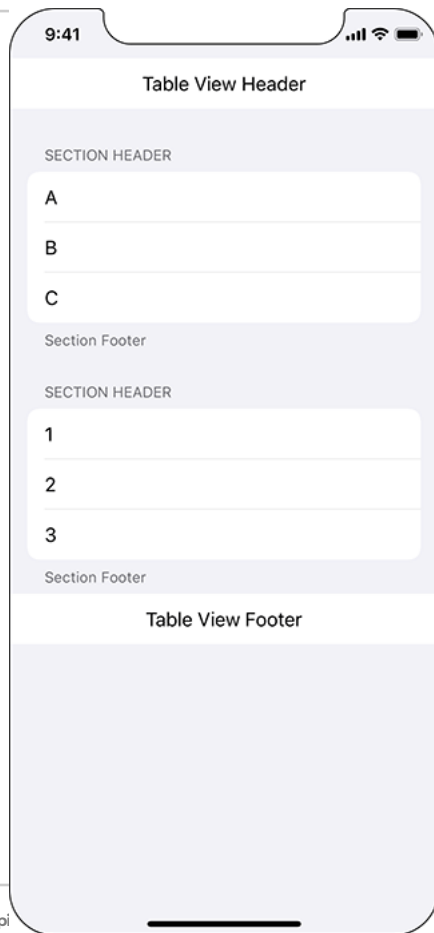 9:41
Table View Header
SECTION HEADER
A
B
C
Section Footer
SECTION HEADER
1
2
3
Section Footer
Table View Footer
pi